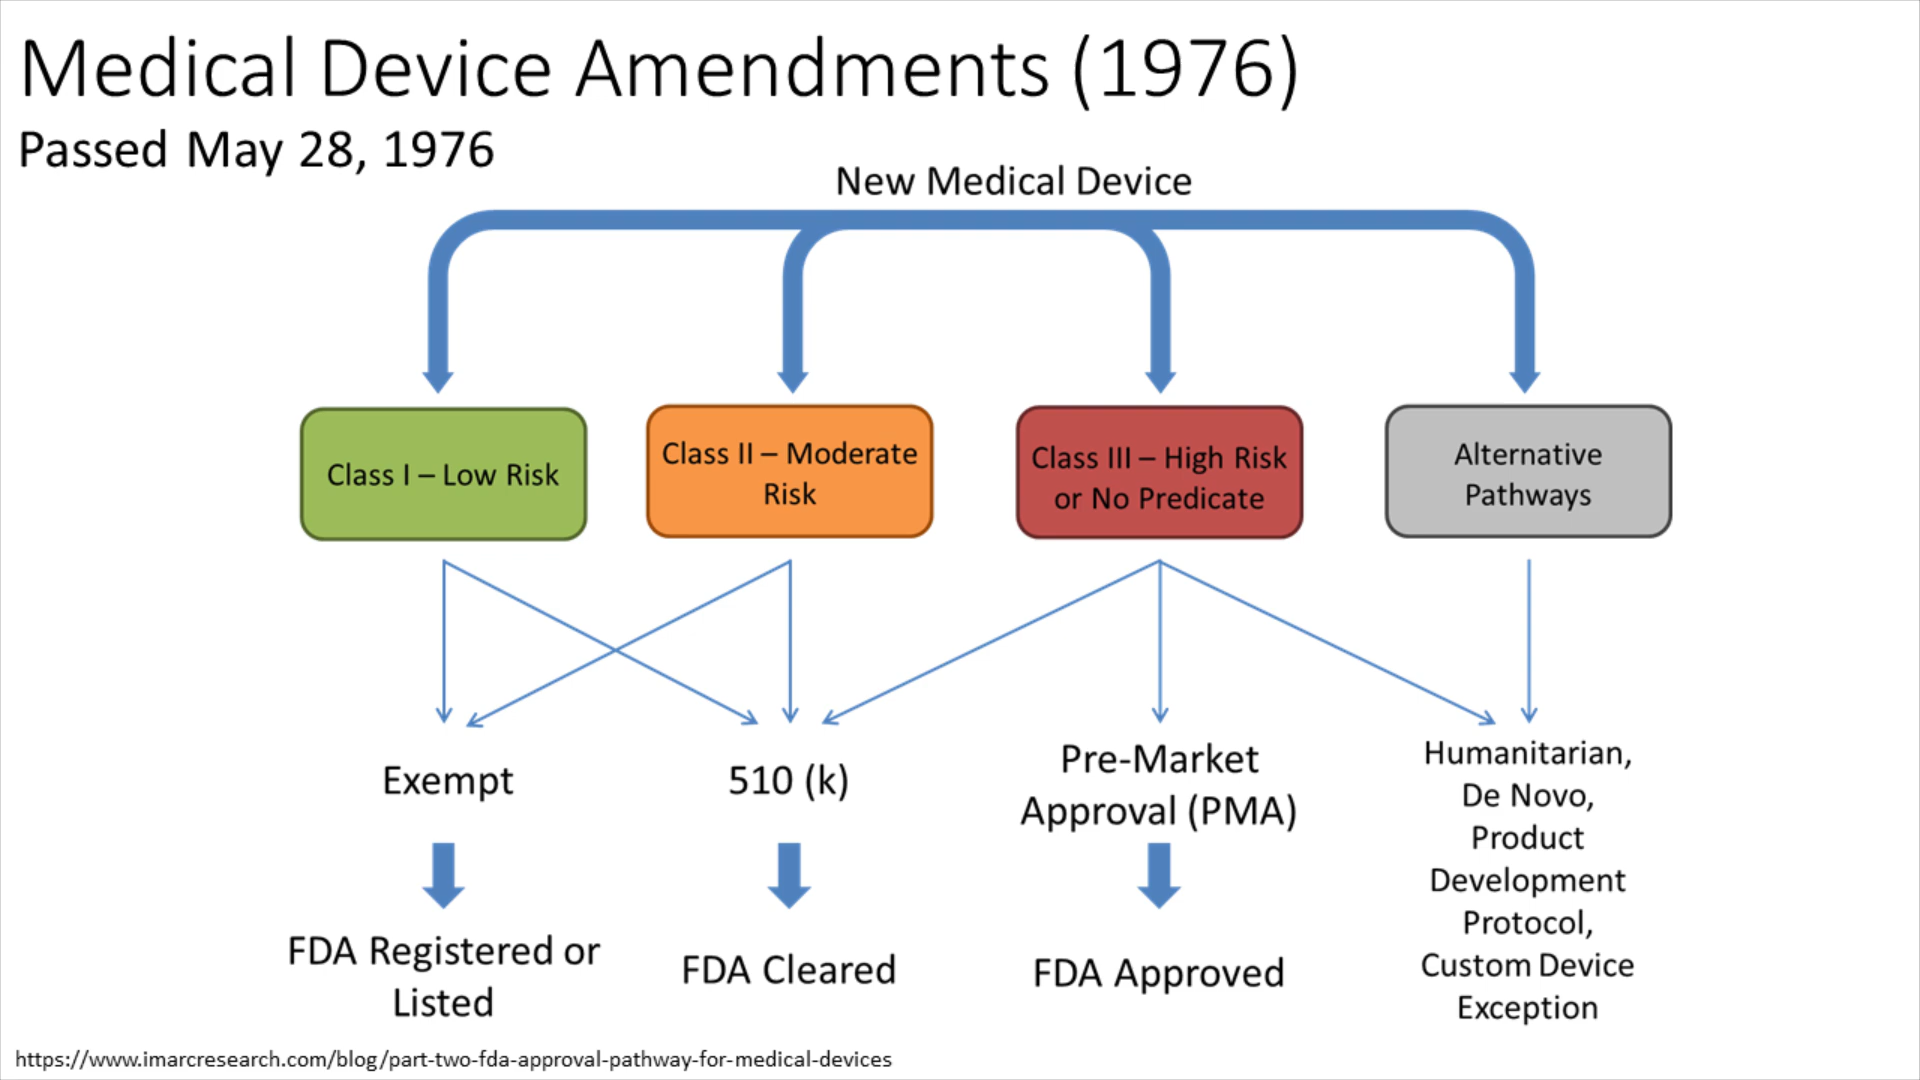 Medical Device Amendments (1976)
Passed May 28, 1976
New Medical Device
Class I – Low Risk
Class II – Moderate
Risk
Class III – High Risk
or No Predicate
Alternative
Pathways
Exempt
510 (k)
Pre-Market
Approval (PMA)
Humanitarian,
De Novo,
Product
Development
Protocol,
Custom Device
Exception
FDA Registered or
Listed
FDA Cleared
FDA Approved
https://www.imarcresearch.com/blog/part-two-fda-approval-pathway-for-medical-devices